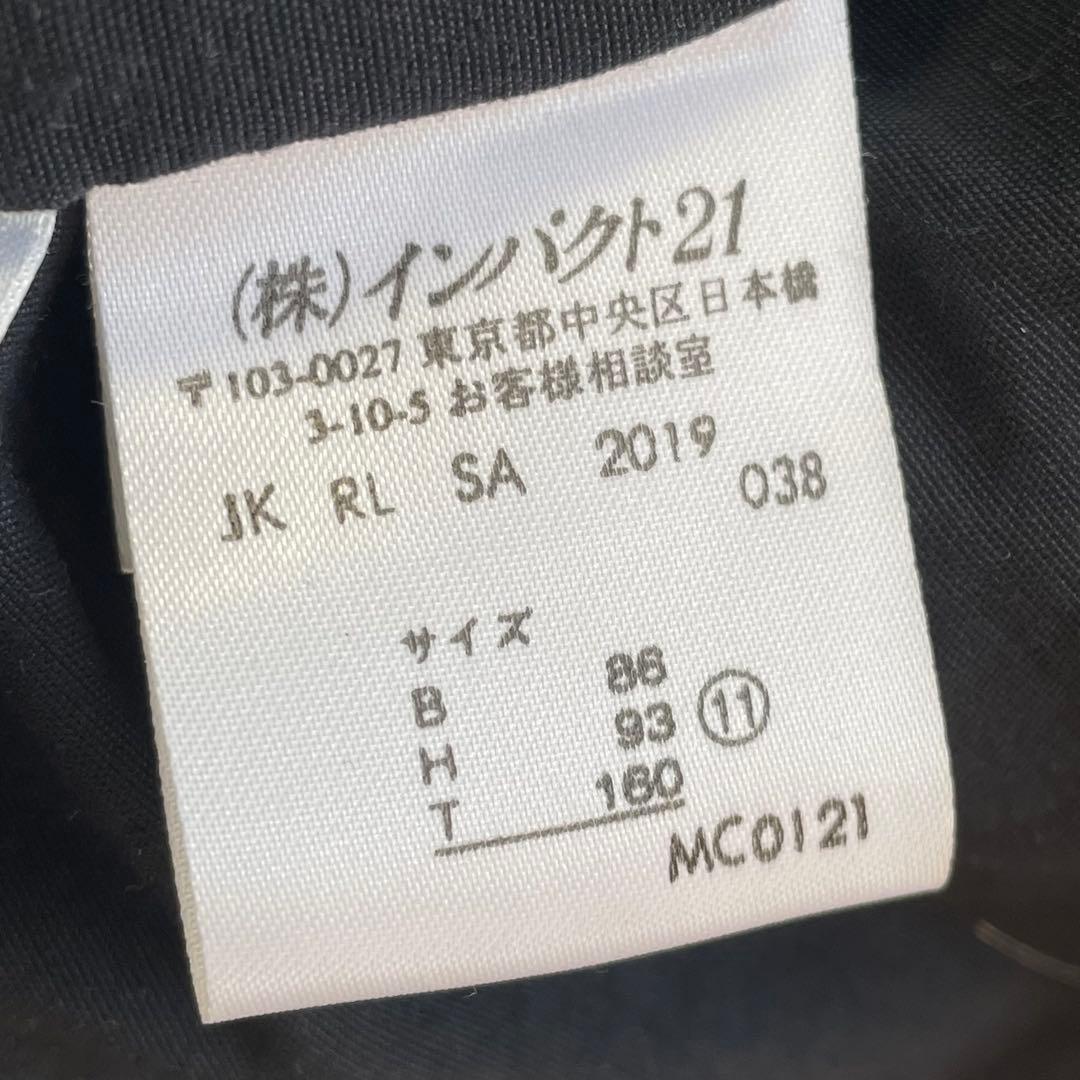 (株)インパクト21
〒103-0027 東京都中央区日本橋
3-10-5 お客様相談室
JK RL SA 2019 038
サイズ
B 86
H 93 ⑪
T 160
MC0121